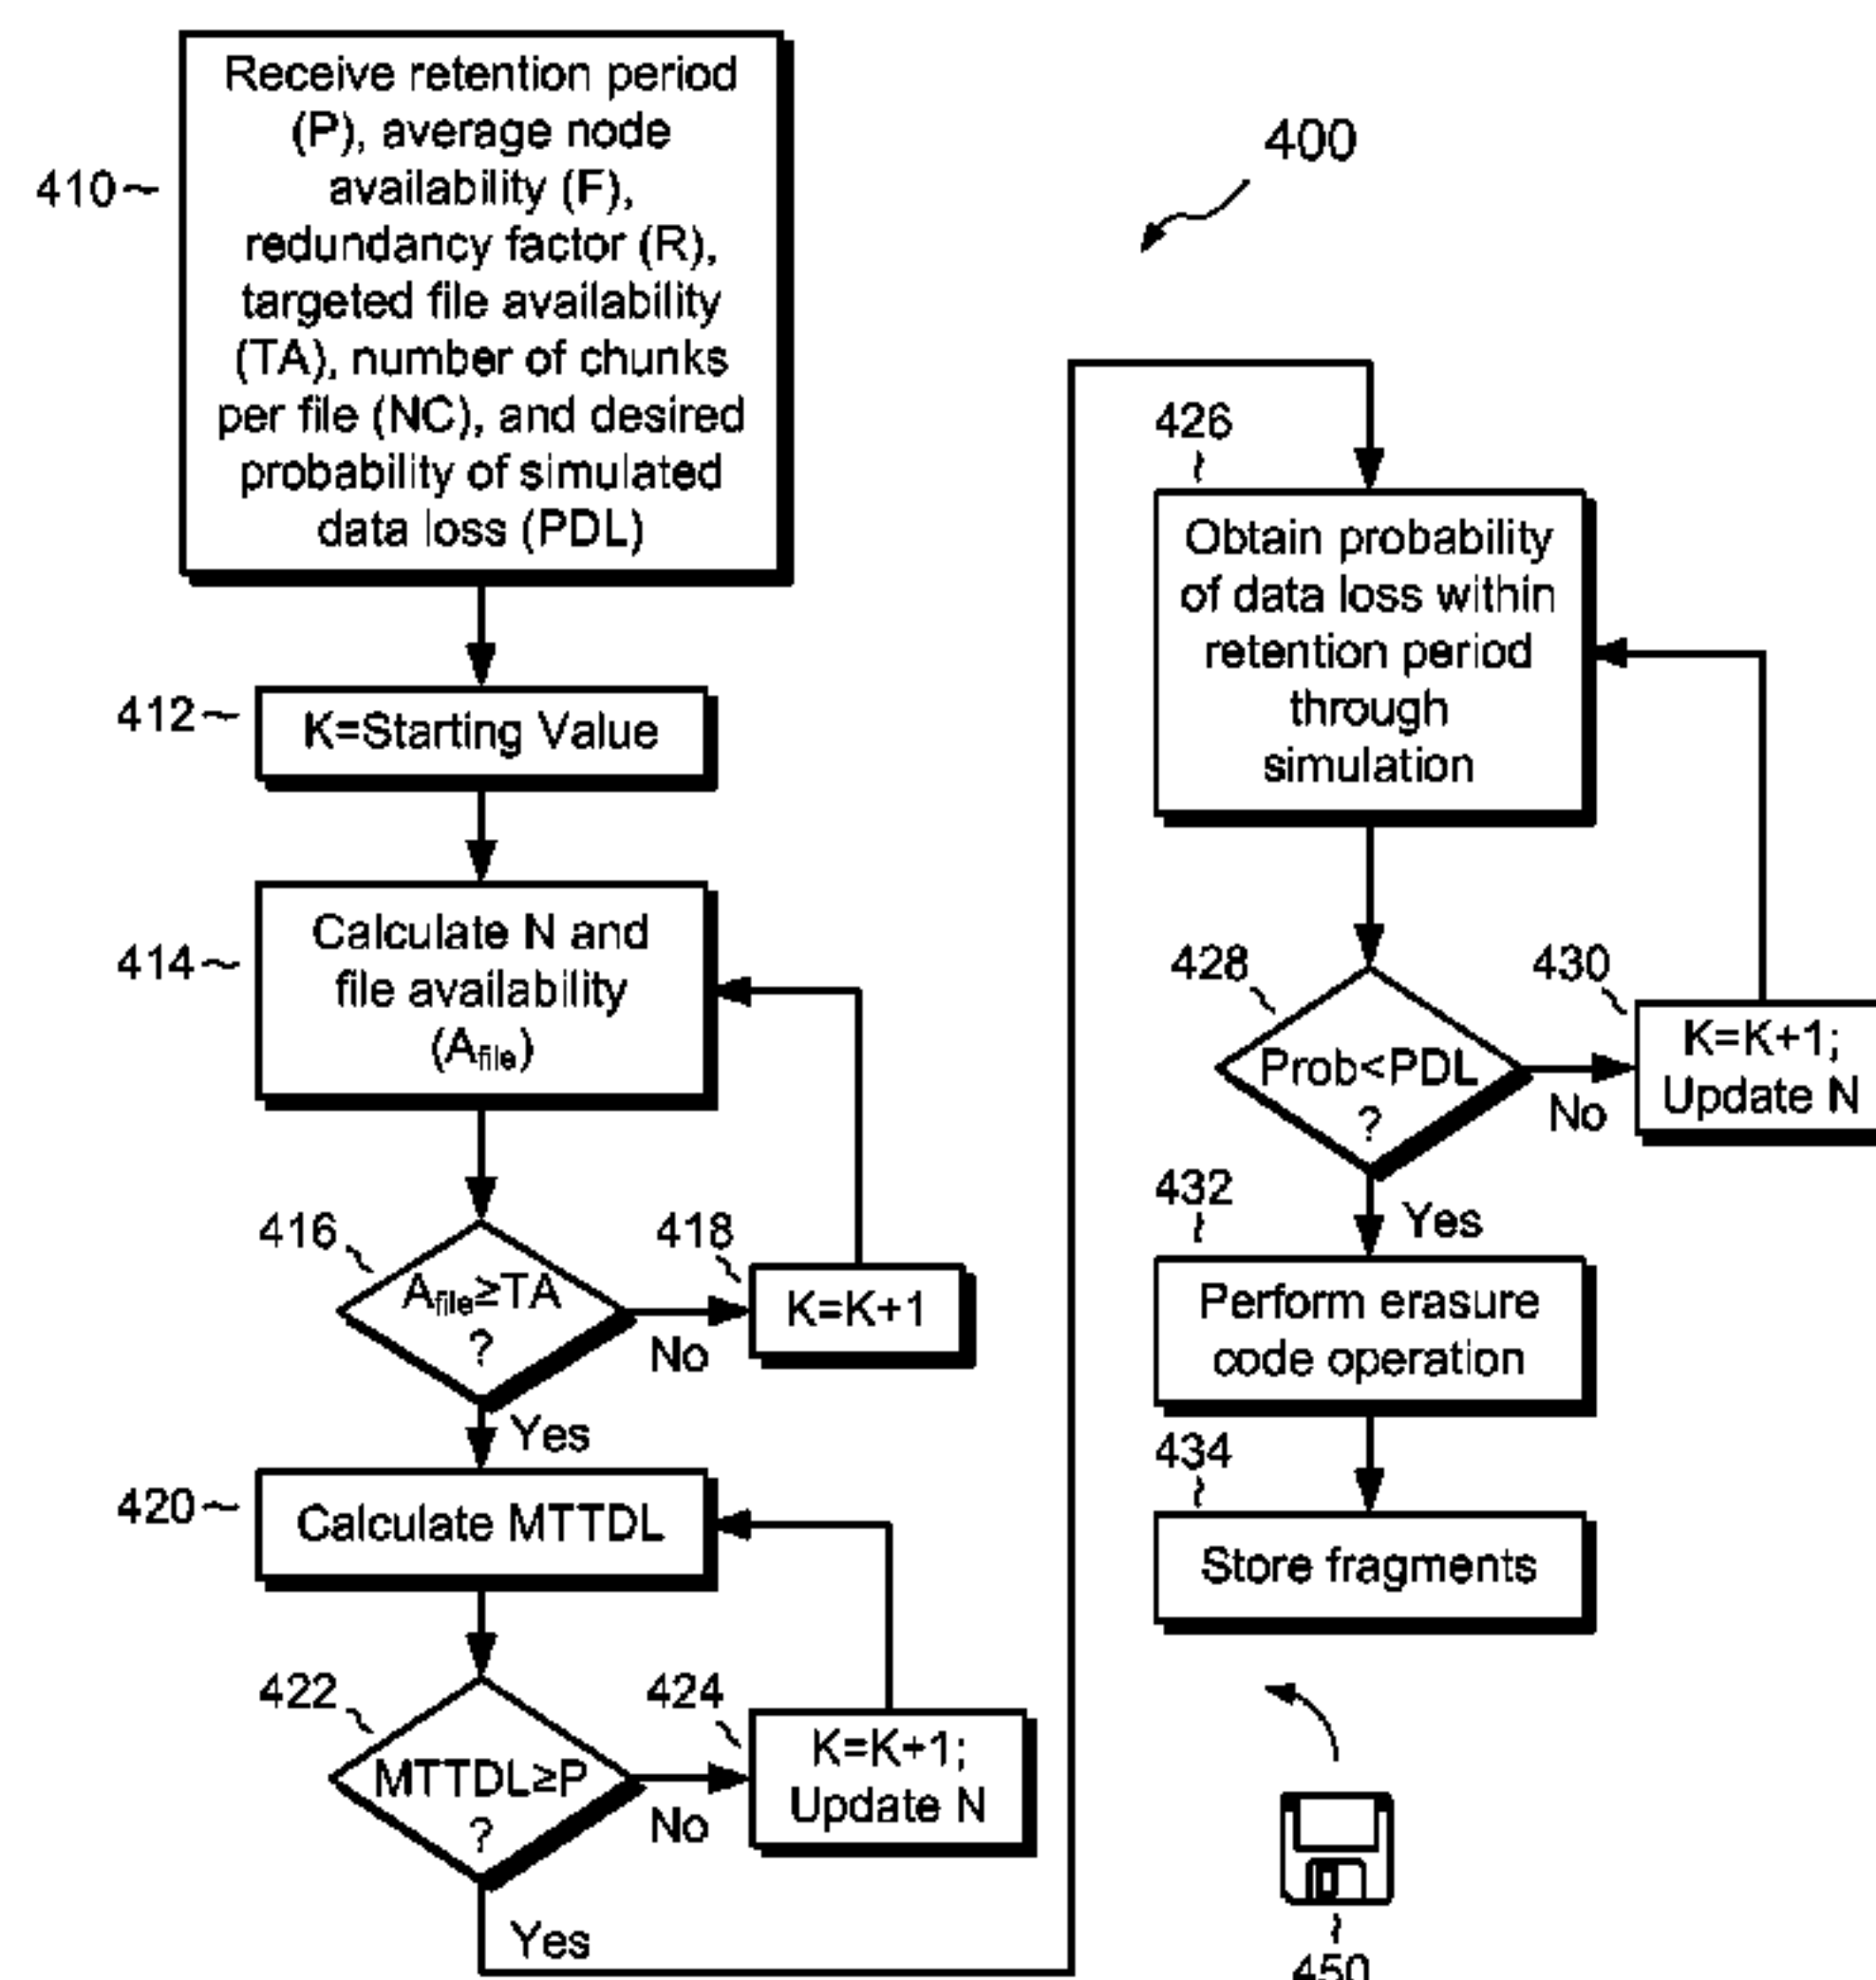 400
410
Receive retention period
(P), average node
availability (F),
redundancy factor (R),
targeted file availability
(TA), number of chunks
per file (NC), and desired
probability of simulated
data loss (PDL)
412
K=Starting Value
414
Calculate N and
file availability
(Afile)
416
Afile≥TA
?
No
418
K=K+1
Yes
420
Calculate MTTDL
422
MTTDL≥P
?
No
424
K=K+1;
Update N
Yes
426
Obtain probability
of data loss within
retention period
through
simulation
428
Prob<PDL
?
No
430
K=K+1;
Update N
Yes
432
Perform erasure
code operation
434
Store fragments
450